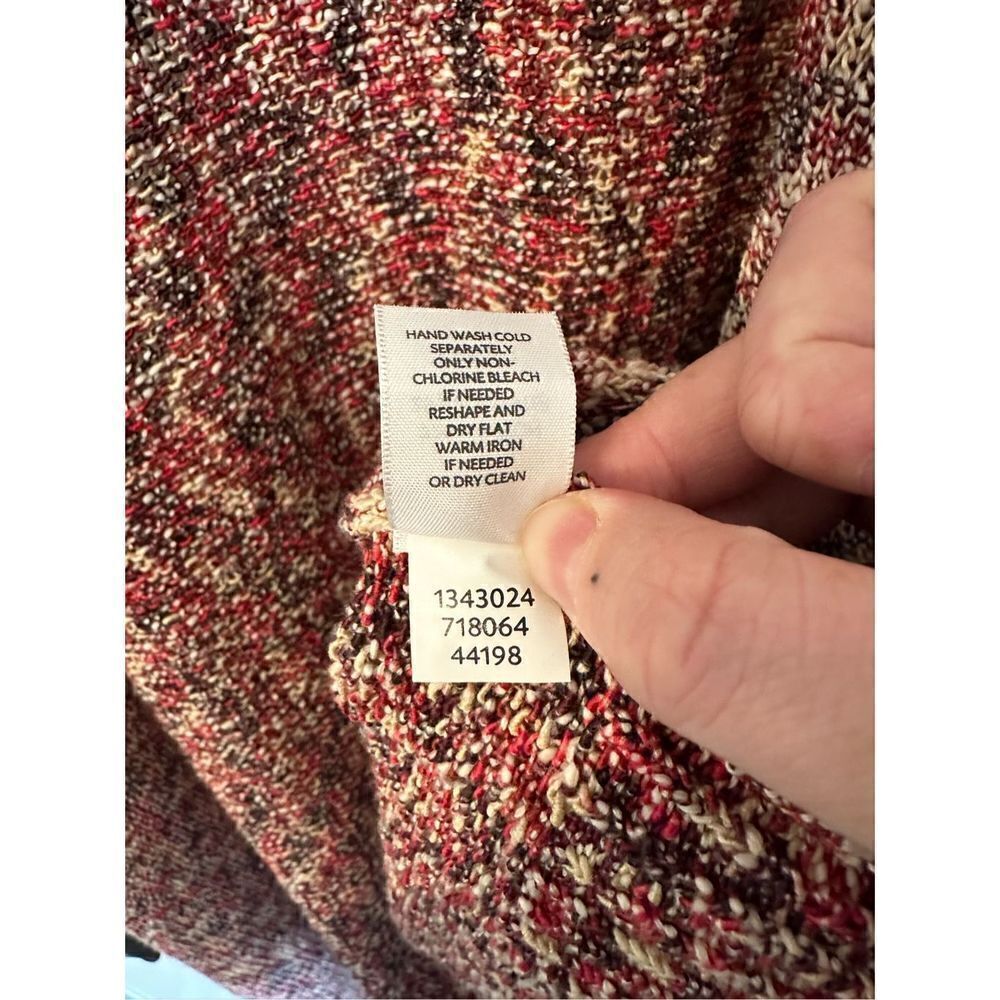 HAND WASH COLD
SEPARATELY
ONLY NON-
CHLORINE BLEACH
IF NEEDED
RESHAPE AND
DRY FLAT
WARM IRON
IF NEEDED
OR DRY CLEAN
1343024
718064
44198